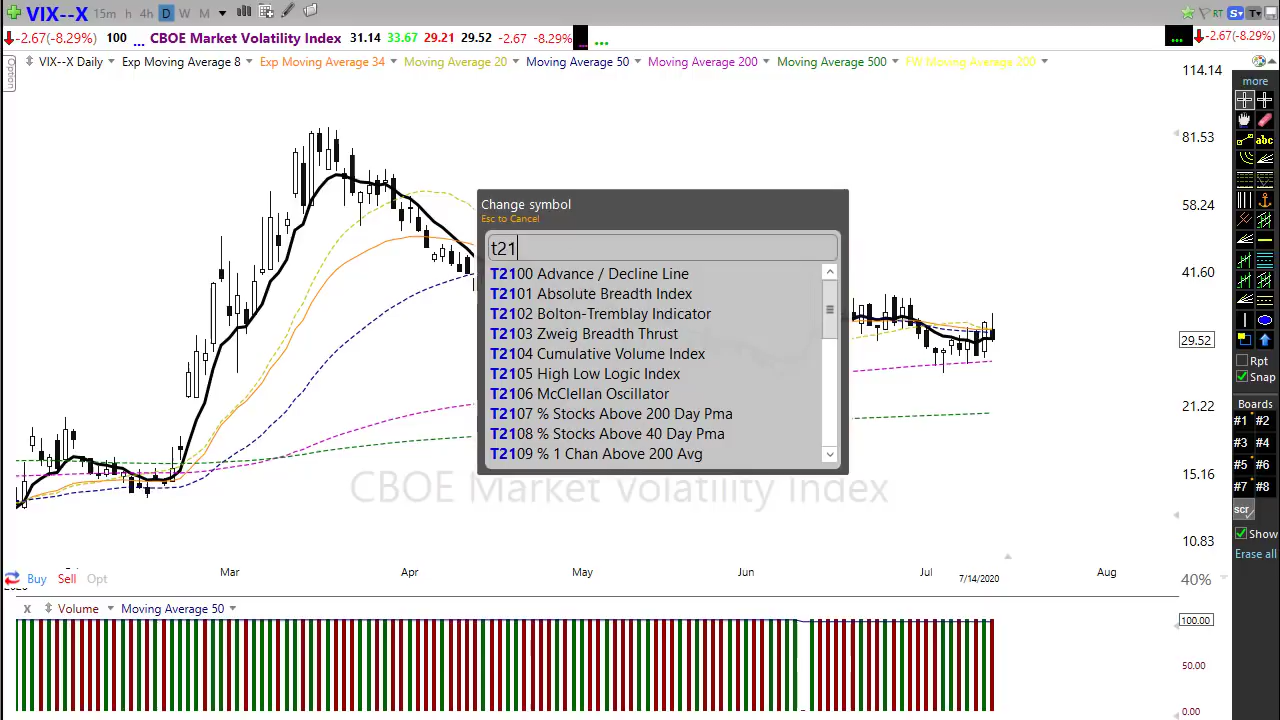 VIX--X 15m h 4h D W M
RT S T
-2.67(-8.29%) 100 ... CBOE Market Volatility Index 31.14 33.67 29.21 29.52 -2.67 -8.29% ... ... ... -2.67(-8.29%)
Option
VIX--X Daily Exp Moving Average 8 Exp Moving Average 34 Moving Average 20 Moving Average 50 Moving Average 200 Moving Average 500 FW Moving Average 200
114.14
81.53
58.24
41.60
29.52
21.22
15.16
10.83
more
abc
Rpt
Snap
Boards
#1 #2
#3 #4
#5 #6
#7 #8
scr
Show
Erase all
Change symbol
Esc to Cancel
t21
T2100 Advance / Decline Line
T2101 Absolute Breadth Index
T2102 Bolton-Tremblay Indicator
T2103 Zweig Breadth Thrust
T2104 Cumulative Volume Index
T2105 High Low Logic Index
T2106 McClellan Oscillator
T2107 % Stocks Above 200 Day Pma
T2108 % Stocks Above 40 Day Pma
T2109 % 1 Chan Above 200 Avg
CBOE Market Volatility Index
Mar Apr May Jun Jul Aug
7/14/2020
Buy Sell Opt
40%
X Volume Moving Average 50
100.00
50.00
0.00